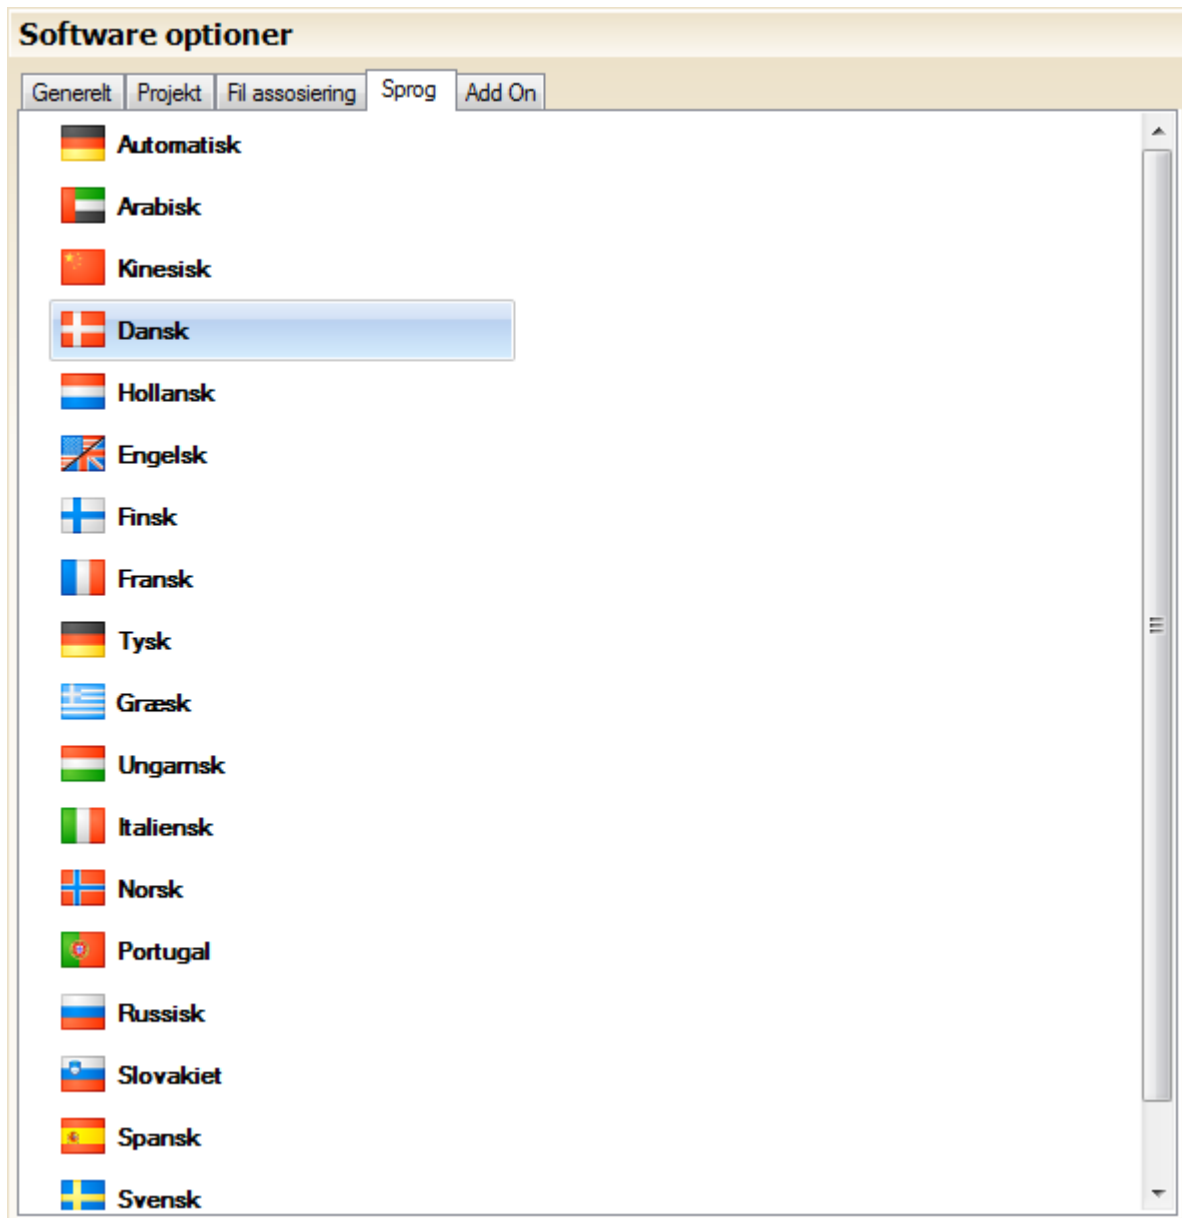 Software optioner
Generelt Projekt Fil assosiering Sprog Add On
Automatisk
Arabisk
Kinesisk
Dansk
Hollansk
Engelsk
Finsk
Fransk
Tysk
Græsk
Ungarnsk
Italiensk
Norsk
Portugal
Russisk
Slovakiet
Spansk
Svensk